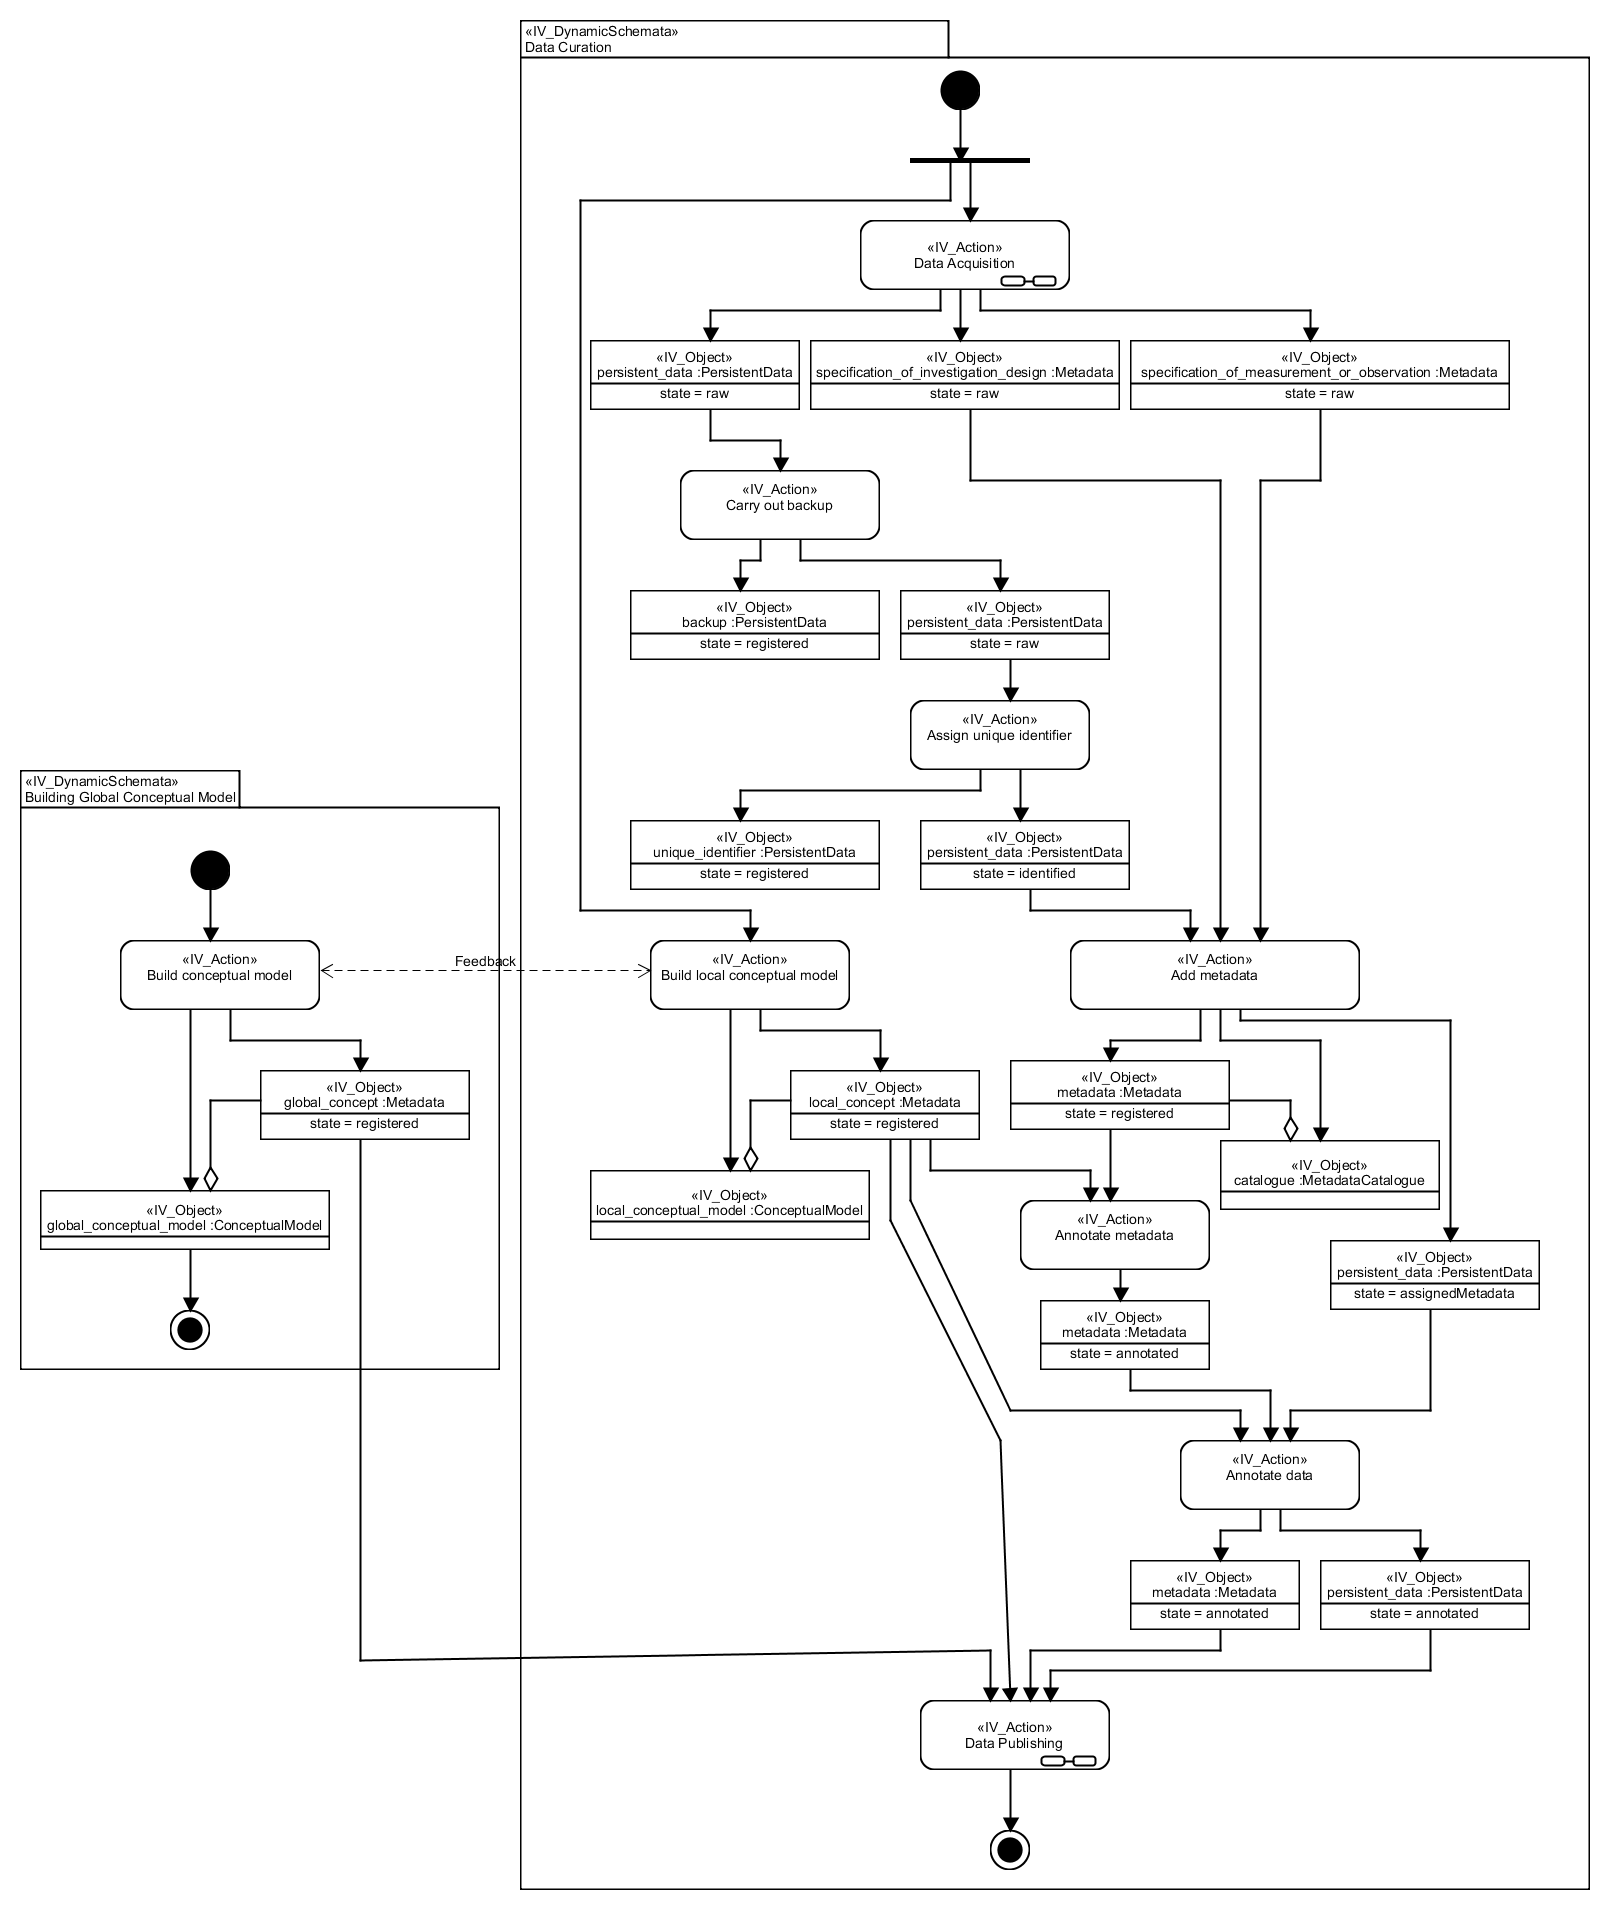 «IV_DynamicSchemata»
Data Curation
«IV_Action»
Data Acquisition
«IV_Object»
persistent_data :PersistentData
state = raw
«IV_Object»
specification_of_investigation_design :Metadata
state = raw
«IV_Object»
specification_of_measurement_or_observation :Metadata
state = raw
«IV_Action»
Carry out backup
«IV_Object»
backup :PersistentData
state = registered
«IV_Object»
persistent_data :PersistentData
state = raw
«IV_Action»
Assign unique identifier
«IV_Object»
unique_identifier :PersistentData
state = registered
«IV_Object»
persistent_data :PersistentData
state = identified
«IV_DynamicSchemata»
Building Global Conceptual Model
«IV_Action»
Build conceptual model
Feedback
«IV_Action»
Build local conceptual model
«IV_Action»
Add metadata
«IV_Object»
global_concept :Metadata
state = registered
«IV_Object»
local_concept :Metadata
state = registered
«IV_Object»
metadata :Metadata
state = registered
«IV_Object»
catalogue :MetadataCatalogue
«IV_Object»
global_conceptual_model :ConceptualModel
«IV_Object»
local_conceptual_model :ConceptualModel
«IV_Action»
Annotate metadata
«IV_Object»
persistent_data :PersistentData
state = assignedMetadata
«IV_Object»
metadata :Metadata
state = annotated
«IV_Action»
Annotate data
«IV_Object»
metadata :Metadata
state = annotated
«IV_Object»
persistent_data :PersistentData
state = annotated
«IV_Action»
Data Publishing